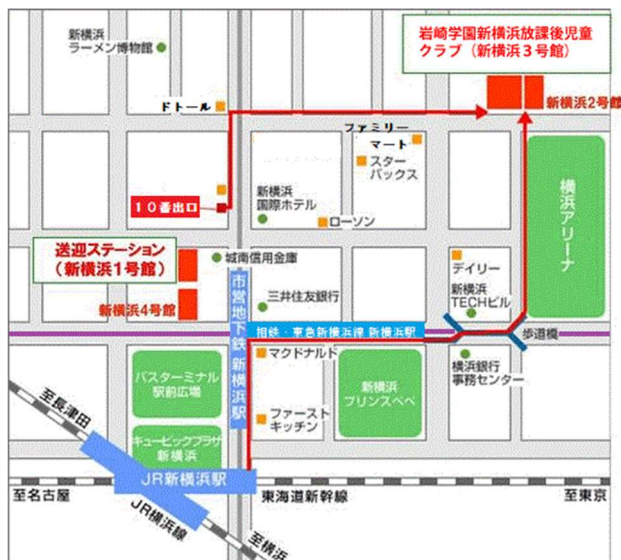 岩崎学園新横浜放課後児童
クラブ（新横浜３号館）
新横浜
ラーメン博物館
新横浜2号館
ドトール
ファミリー
マート
スター
バックス
横浜アリーナ
新横浜
国際ホテル
１０番出口
ローソン
送迎ステーション
（新横浜1号館）
城南信用金庫
デイリー
新横浜
TECHビル
新横浜4号館
三井住友銀行
市営地下鉄 新横浜駅
相鉄・東急新横浜線 新横浜駅
歩道橋
マクドナルド
横浜銀行
事務センター
バスターミナル
駅前広場
新横浜
プリンスぺぺ
至長津田
ファースト
キッチン
キュービックプラザ
新横浜
JR新横浜駅
至名古屋
東海道新幹線
至東京
JR横浜線
至横浜